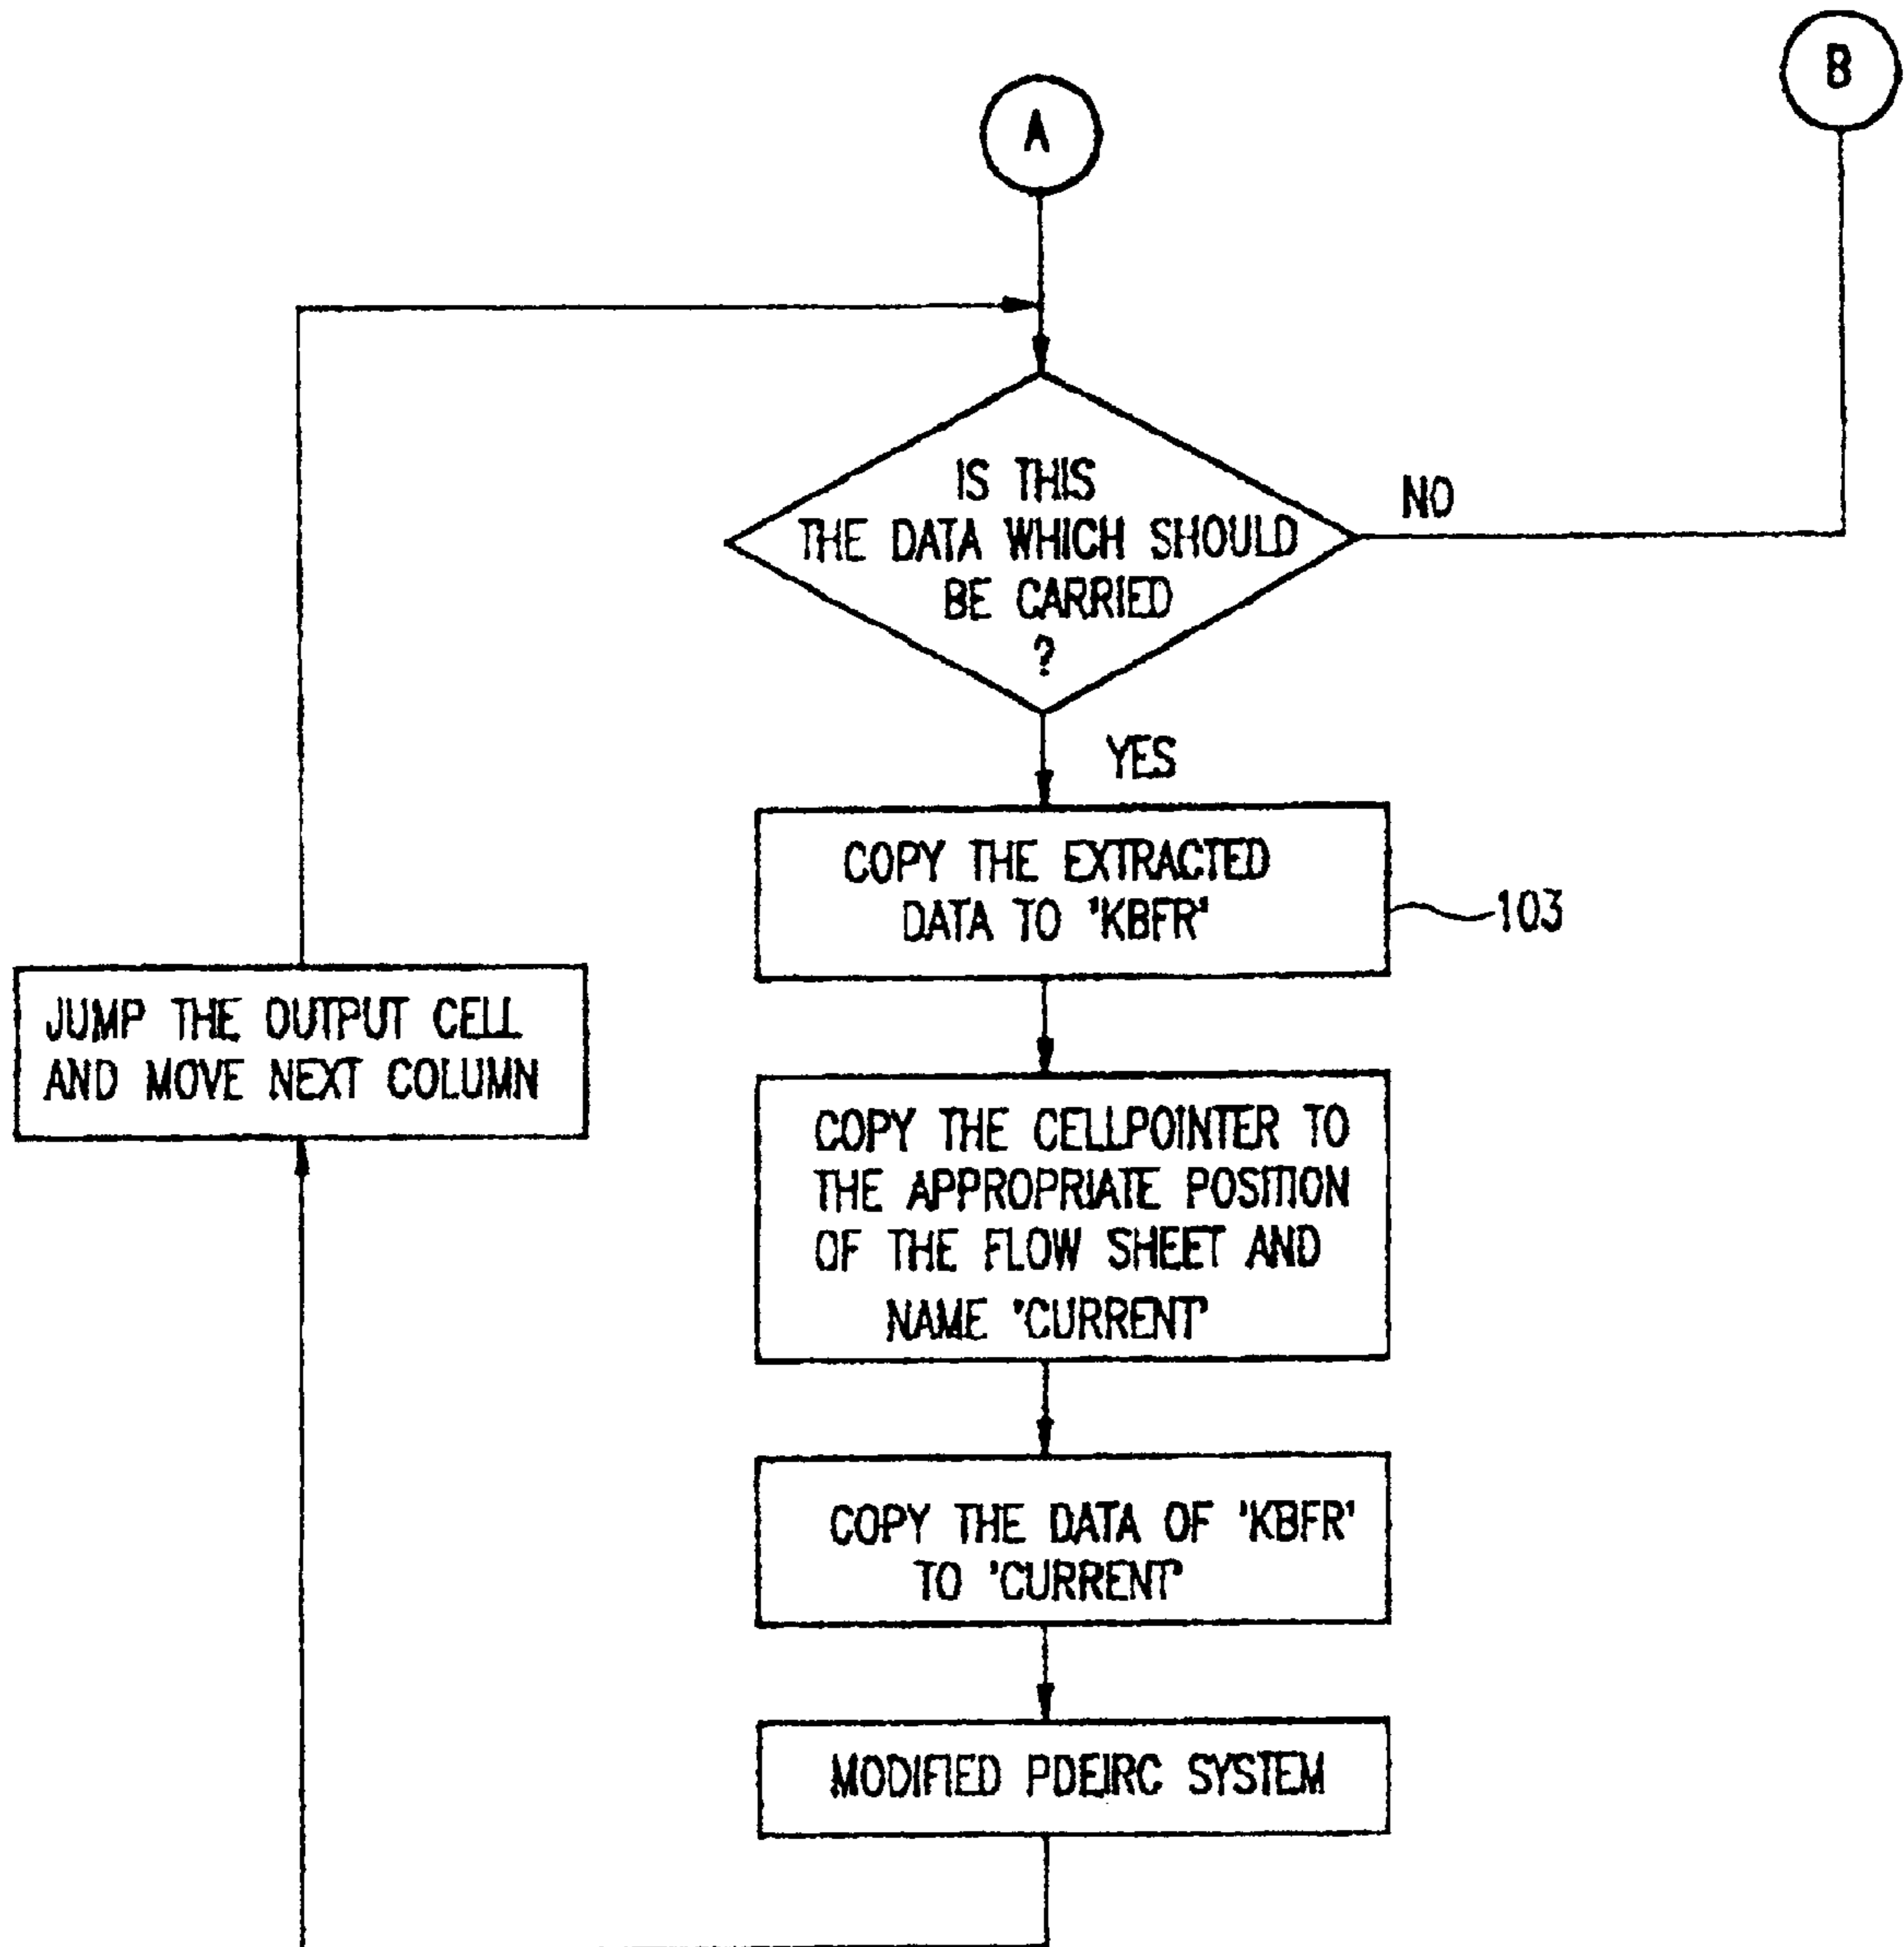 B
A
IS THIS
THE DATA WHICH SHOULD
BE CARRIED
?
NO
YES
COPY THE EXTRACTED
DATA TO 'KBFR'
103
JUMP THE OUTPUT CELL
AND MOVE NEXT COLUMN
COPY THE CELLPOINTER TO
THE APPROPRIATE POSITION
OF THE FLOW SHEET AND
NAME 'CURRENT'
COPY THE DATA OF 'KBFR'
TO 'CURRENT'
MODIFIED PDEIRC SYSTEM